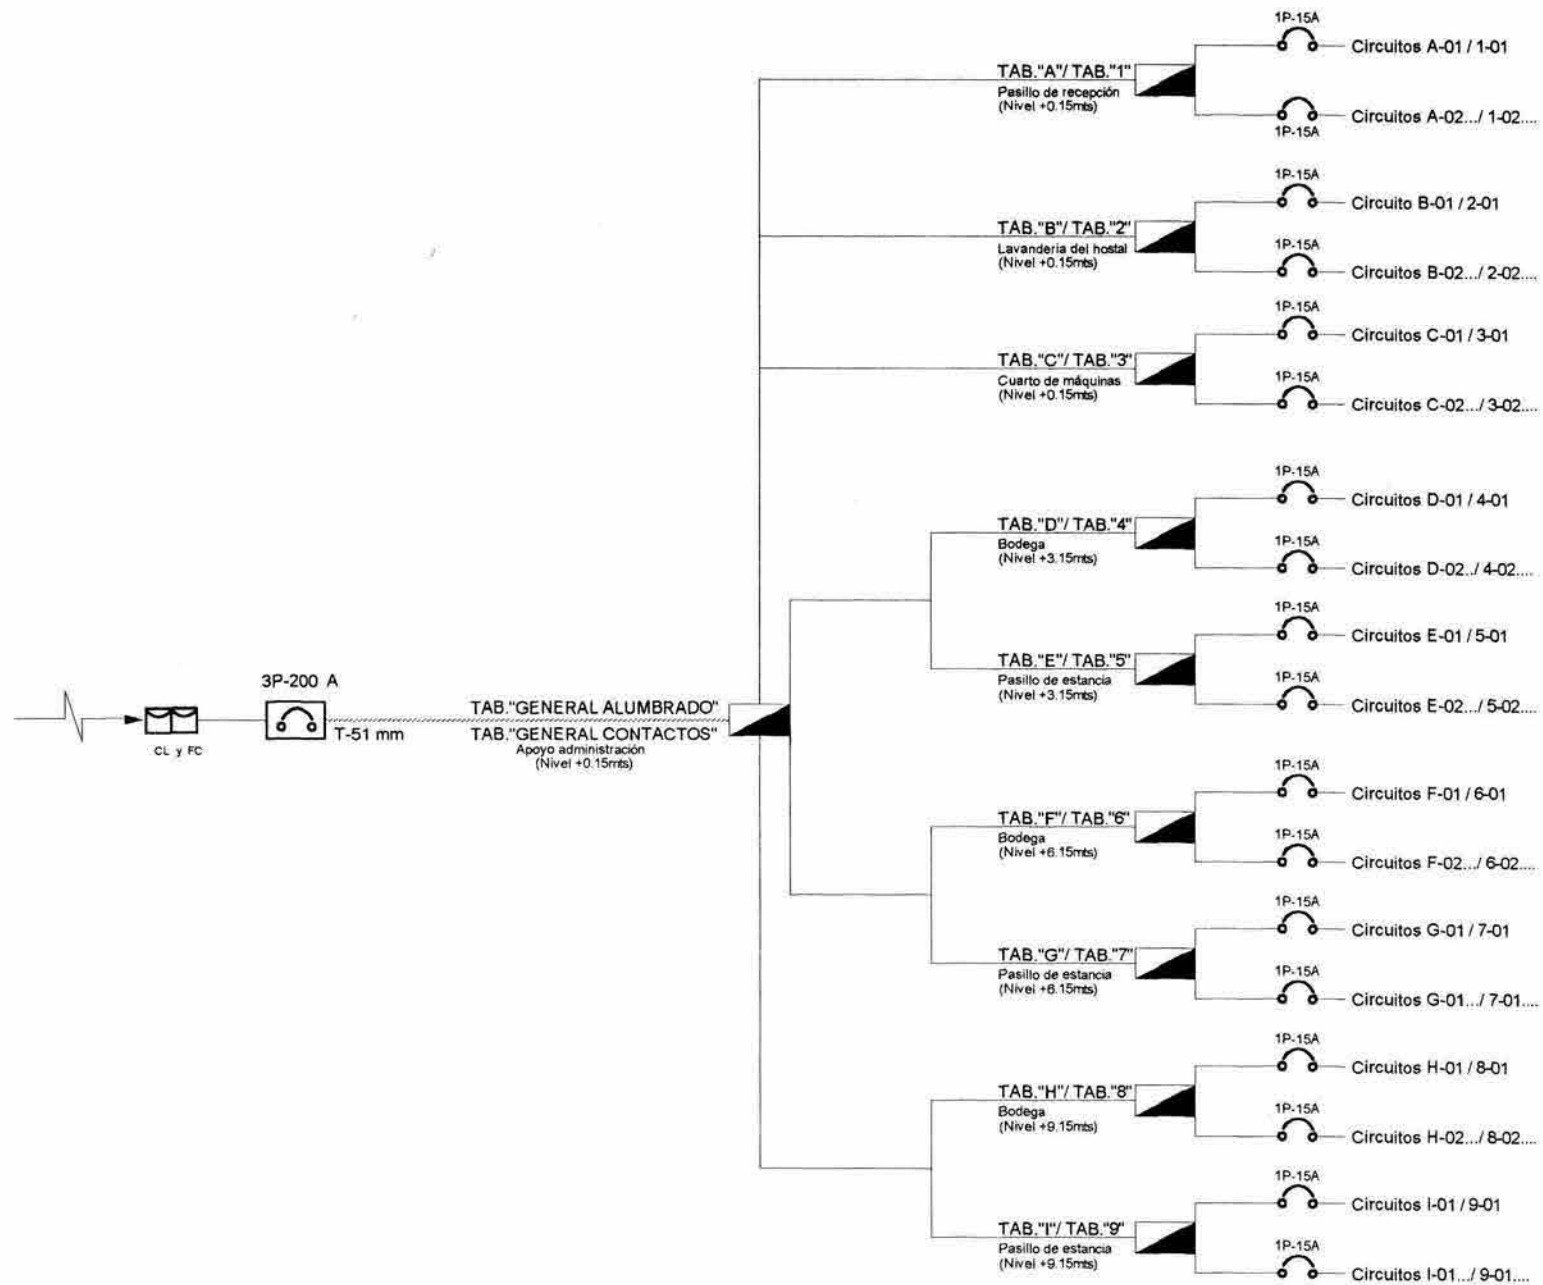 1P-15A
Circuitos A-01 / 1-01
TAB."A"/ TAB."1"
Pasillo de recepción
(Nivel +0.15mts)
Circuitos A-02.../ 1-02....
1P-15A
1P-15A
Circuito B-01 / 2-01
TAB."B"/ TAB."2"
Lavanderia del hostal
(Nivel +0.15mts)
1P-15A
Circuitos B-02.../ 2-02....
1P-15A
Circuitos C-01 / 3-01
TAB."C"/ TAB."3"
Cuarto de máquinas
(Nivel +0.15mts)
1P-15A
Circuitos C-02.../ 3-02....
1P-15A
Circuitos D-01 / 4-01
TAB."D"/ TAB."4"
Bodega
(Nivel +3.15mts)
1P-15A
Circuitos D-02../ 4-02....
1P-15A
Circuitos E-01 / 5-01
TAB."E"/ TAB."5"
Pasillo de estancia
(Nivel +3.15mts)
1P-15A
Circuitos E-02.../ 5-02....
3P-200 A
CL y FC
T-51 mm
TAB."GENERAL ALUMBRADO"
TAB."GENERAL CONTACTOS"
Apoyo administración
(Nivel +0.15mts)
1P-15A
Circuitos F-01 / 6-01
TAB."F"/ TAB."6"
Bodega
(Nivel +6.15mts)
1P-15A
Circuitos F-02.../ 6-02....
1P-15A
Circuitos G-01 / 7-01
TAB."G"/ TAB."7"
Pasillo de estancia
(Nivel +6.15mts)
1P-15A
Circuitos G-01.../ 7-01....
1P-15A
Circuitos H-01 / 8-01
TAB."H"/ TAB."8"
Bodega
(Nivel +9.15mts)
1P-15A
Circuitos H-02.../ 8-02....
1P-15A
Circuitos I-01 / 9-01
TAB."I"/ TAB."9"
Pasillo de estancia
(Nivel +9.15mts)
1P-15A
Circuitos I-01.../ 9-01....